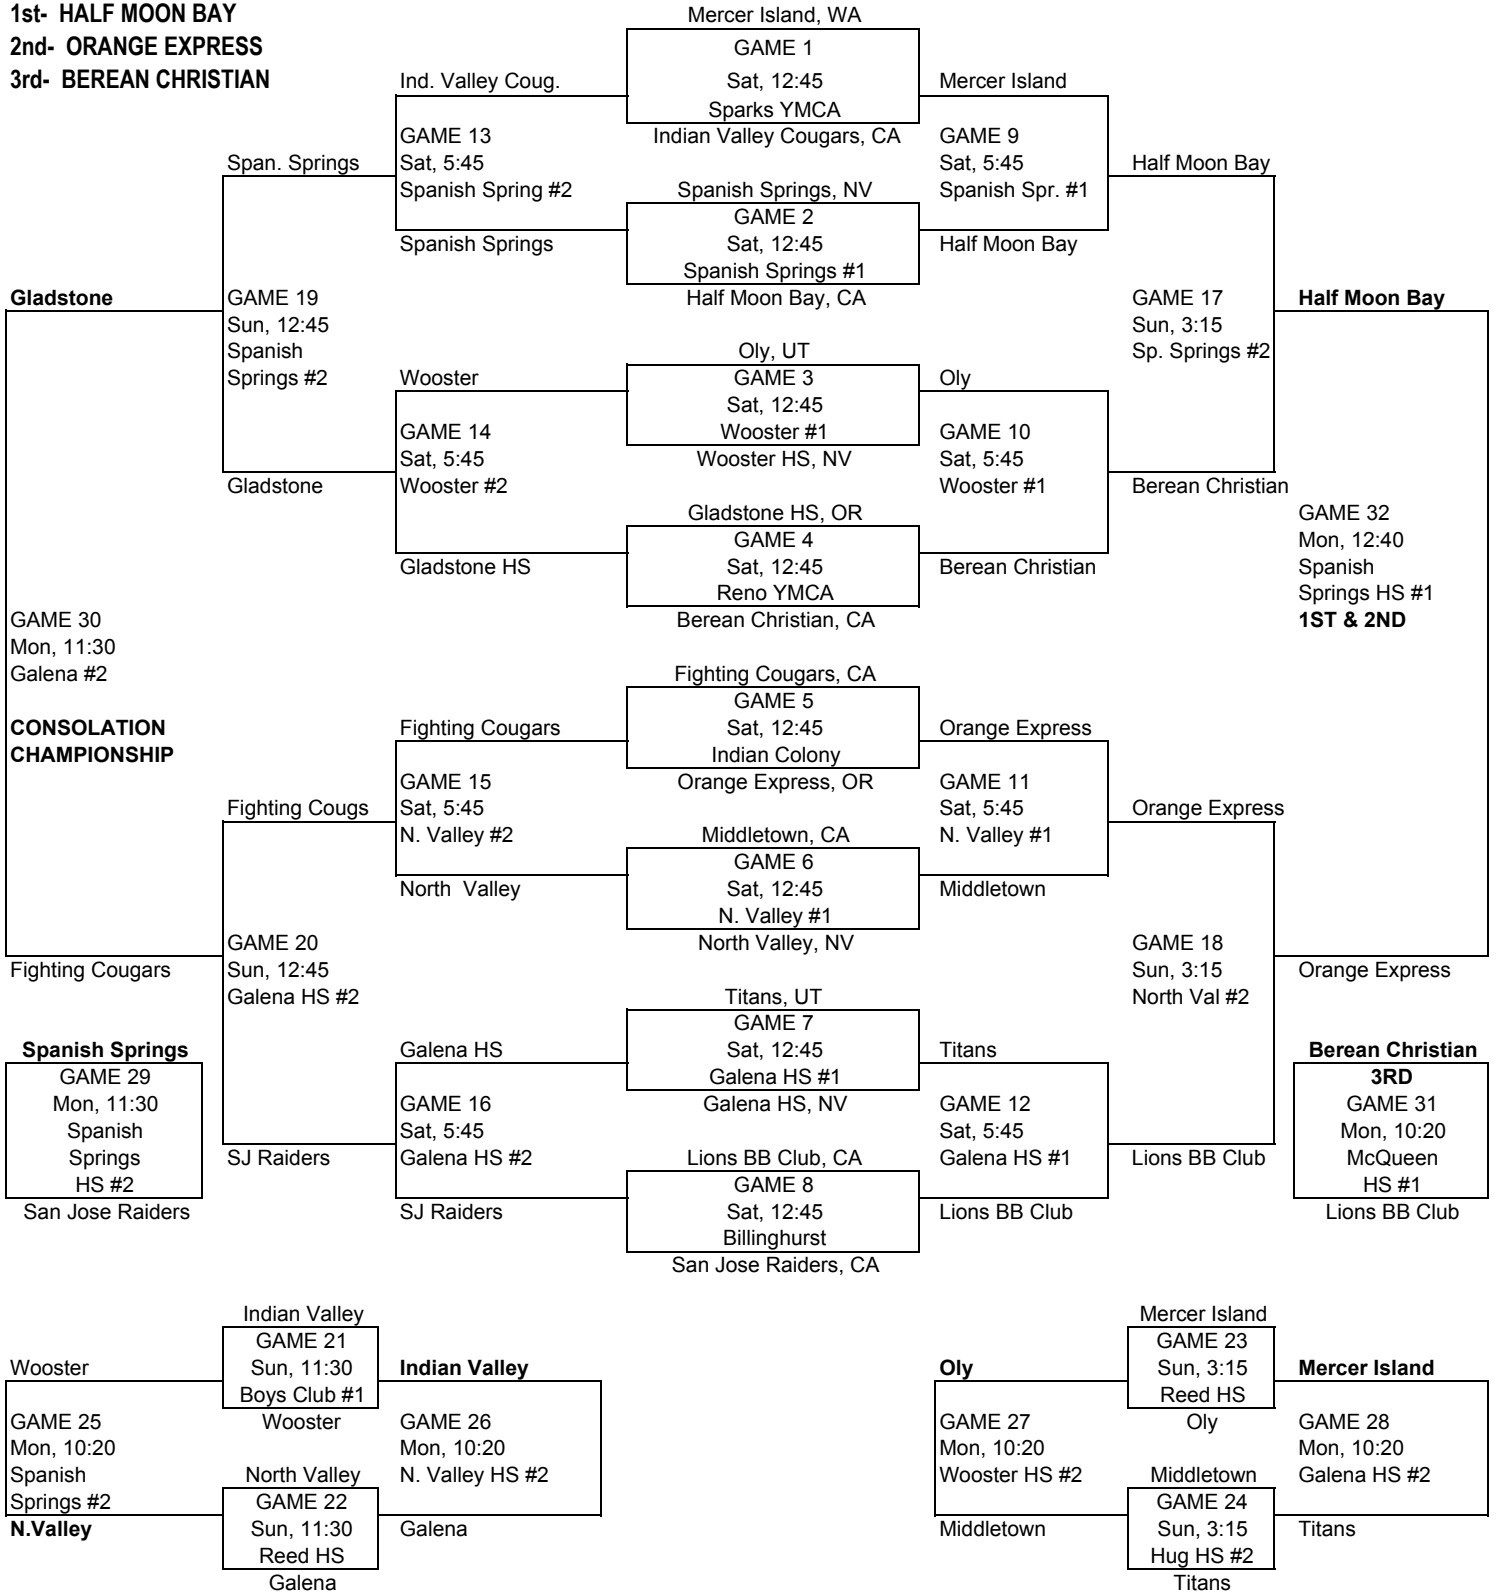 1st- HALF MOON BAY
2nd- ORANGE EXPRESS
3rd- BEREAN CHRISTIAN
Mercer Island, WA
GAME 1
Sat, 12:45
Sparks YMCA
Indian Valley Cougars, CA
Ind. Valley Coug.
Mercer Island
GAME 13
Sat, 5:45
Spanish Spring #2
GAME 9
Sat, 5:45
Spanish Spr. #1
Span. Springs
Half Moon Bay
Spanish Springs, NV
GAME 2
Sat, 12:45
Spanish Springs #1
Half Moon Bay, CA
Spanish Springs
Half Moon Bay
Gladstone
GAME 19
Sun, 12:45
Spanish
Springs #2
GAME 17
Sun, 3:15
Sp. Springs #2
Half Moon Bay
Oly, UT
GAME 3
Sat, 12:45
Wooster #1
Wooster HS, NV
Wooster
Oly
GAME 14
Sat, 5:45
Wooster #2
GAME 10
Sat, 5:45
Wooster #1
Gladstone
Berean Christian
Gladstone HS, OR
GAME 4
Sat, 12:45
Reno YMCA
Berean Christian, CA
Gladstone HS
Berean Christian
GAME 32
Mon, 12:40
Spanish
Springs HS #1
1ST & 2ND
GAME 30
Mon, 11:30
Galena #2
CONSOLATION
CHAMPIONSHIP
Fighting Cougars, CA
GAME 5
Sat, 12:45
Indian Colony
Orange Express, OR
Fighting Cougars
Orange Express
GAME 15
Sat, 5:45
N. Valley #2
GAME 11
Sat, 5:45
N. Valley #1
Fighting Cougs
Orange Express
Middletown, CA
GAME 6
Sat, 12:45
N. Valley #1
North Valley, NV
North  Valley
Middletown
GAME 20
Sun, 12:45
Galena HS #2
GAME 18
Sun, 3:15
North Val #2
Fighting Cougars
Orange Express
Titans, UT
GAME 7
Sat, 12:45
Galena HS #1
Galena HS, NV
Galena HS
Titans
GAME 16
Sat, 5:45
Galena HS #2
GAME 12
Sat, 5:45
Galena HS #1
SJ Raiders
Lions BB Club
Lions BB Club, CA
GAME 8
Sat, 12:45
Billinghurst
San Jose Raiders, CA
SJ Raiders
Lions BB Club
Spanish Springs
GAME 29
Mon, 11:30
Spanish
Springs
HS #2
San Jose Raiders
Berean Christian
3RD
GAME 31
Mon, 10:20
McQueen
HS #1
Lions BB Club
Indian Valley
GAME 21
Sun, 11:30
Boys Club #1
Wooster
Wooster
Indian Valley
GAME 25
Mon, 10:20
Spanish
Springs #2
N.Valley
GAME 26
Mon, 10:20
N. Valley HS #2
North Valley
GAME 22
Sun, 11:30
Reed HS
Galena
Galena
Mercer Island
GAME 23
Sun, 3:15
Reed HS
Oly
Oly
Mercer Island
GAME 27
Mon, 10:20
Wooster HS #2
Middletown
GAME 28
Mon, 10:20
Galena HS #2
Middletown
GAME 24
Sun, 3:15
Hug HS #2
Titans
Titans